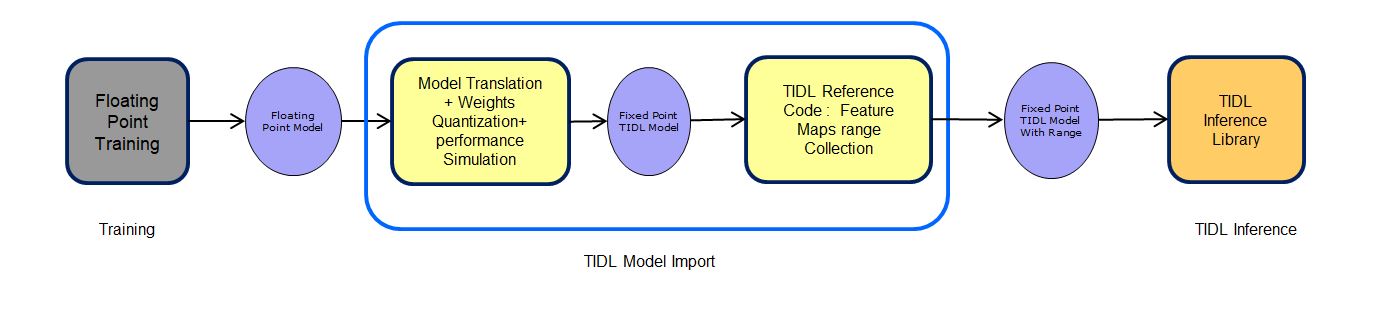 Floating
Point
Training
Floating
Point Model
Model Translation
+ Weights
Quantization+
performance
Simulation
Fixed Point
TIDL Model
TIDL Reference
Code :  Feature
Maps range
Collection
Fixed Point
TIDL Model
With Range
TIDL
Inference
Library
Training
TIDL Inference
TIDL Model Import